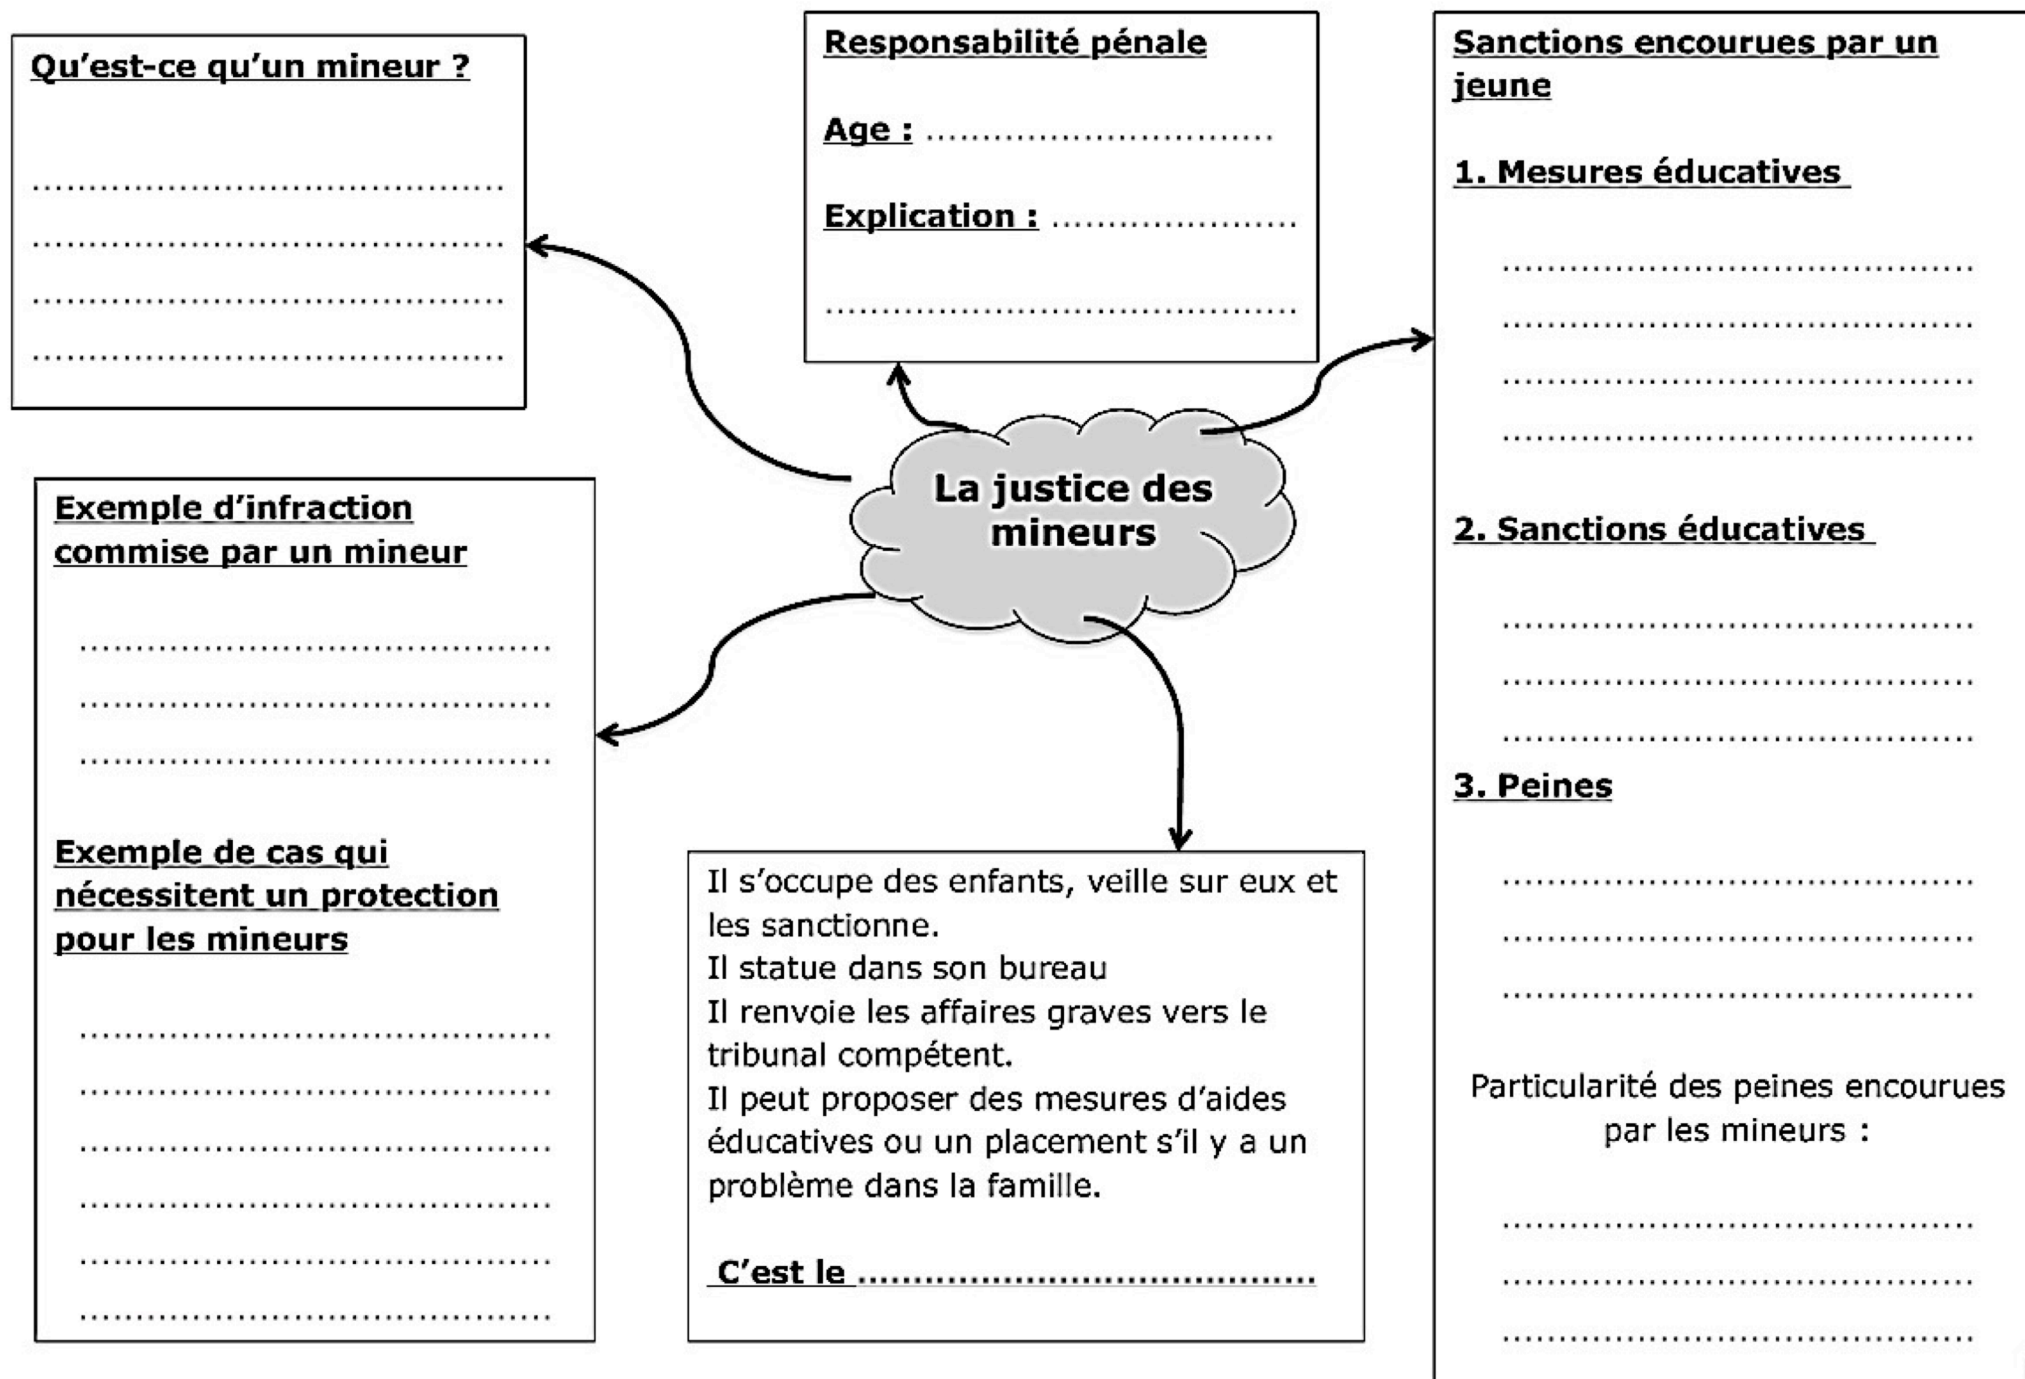 Qu'est-ce qu'un mineur ?
..........................................
..........................................
..........................................
..........................................
Responsabilité pénale
Age : ...............................
Explication : ......................
..........................................
Sanctions encourues par un
jeune
1. Mesures éducatives
..........................................
..........................................
..........................................
..........................................
2. Sanctions éducatives
..........................................
..........................................
..........................................
3. Peines
..........................................
..........................................
..........................................
Particularité des peines encourues
par les mineurs :
..........................................
..........................................
..........................................
La justice des
mineurs
Exemple d'infraction
commise par un mineur
..........................................
..........................................
..........................................
Exemple de cas qui
nécessitent un protection
pour les mineurs
..........................................
..........................................
..........................................
..........................................
..........................................
..........................................
Il s'occupe des enfants, veille sur eux et
les sanctionne.
Il statue dans son bureau
Il renvoie les affaires graves vers le
tribunal compétent.
Il peut proposer des mesures d'aides
éducatives ou un placement s'il y a un
problème dans la famille.
C'est le .........................................